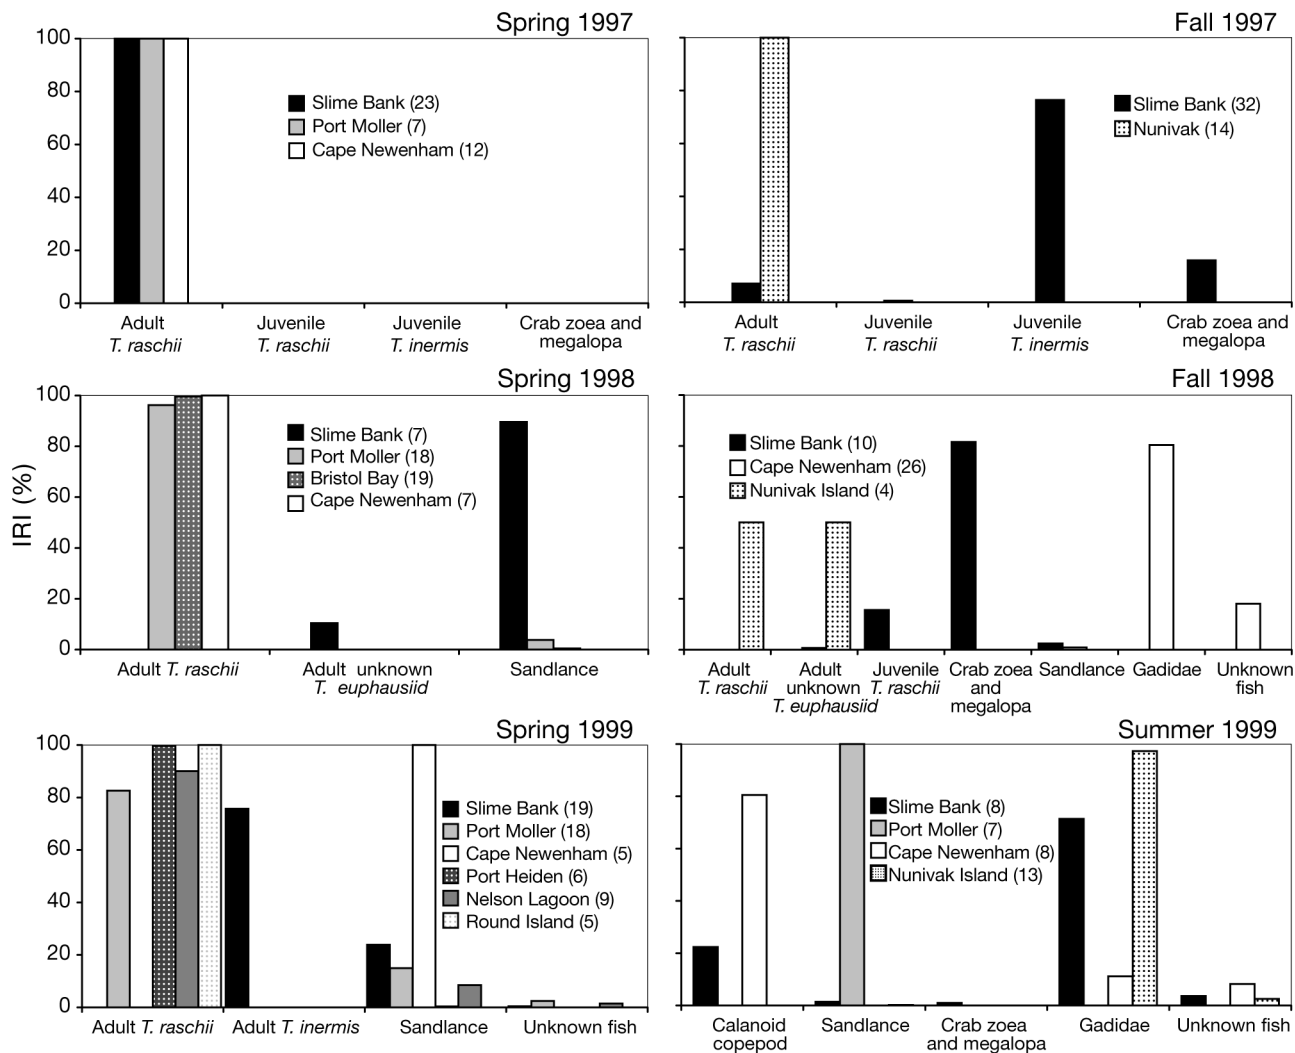 Spring 1997
100
80
60
40
20
0
Slime Bank (23)
Port Moller (7)
Cape Newenham (12)
Adult
T. raschii
Juvenile
T. raschii
Juvenile
T. inermis
Crab zoea and
megalopa
Fall 1997
Slime Bank (32)
Nunivak (14)
Adult
T. raschii
Juvenile
T. raschii
Juvenile
T. inermis
Crab zoea and
megalopa
IRI (%)
Spring 1998
100
80
60
40
20
0
Slime Bank (7)
Port Moller (18)
Bristol Bay (19)
Cape Newenham (7)
Adult T. raschii
Adult unknown
T. euphausiid
Sandlance
Fall 1998
Slime Bank (10)
Cape Newenham (26)
Nunivak Island (4)
Adult
T. raschii
Adult
unknown
T. euphausiid
Juvenile
T. raschii
Crab zoea
and
megalopa
Sandlance
Gadidae
Unknown
fish
Spring 1999
100
80
60
40
20
0
Slime Bank (19)
Port Moller (18)
Cape Newenham (5)
Port Heiden (6)
Nelson Lagoon (9)
Round Island (5)
Adult T. raschii
Adult T. inermis
Sandlance
Unknown fish
Summer 1999
Slime Bank (8)
Port Moller (7)
Cape Newenham (8)
Nunivak Island (13)
Calanoid
copepod
Sandlance
Crab zoea
and megalopa
Gadidae
Unknown fish